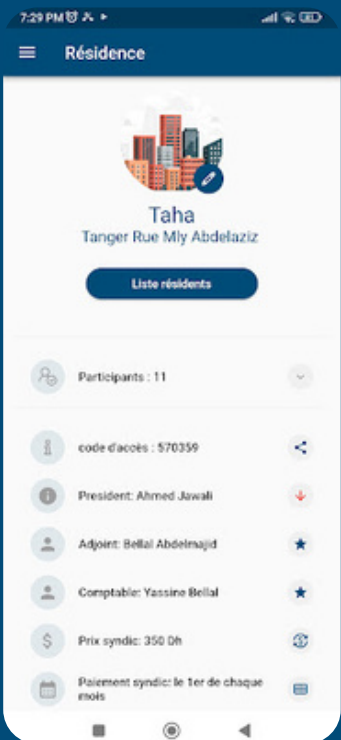 7:29 PM
Résidence
Taha
Tanger Rue Mly Abdelaziz
Liste résidents
Participants : 11
code d'accès : 570359
President: Ahmed Jawali
Adjoint: Bellal Abdelmajid
Comptable: Yassine Bellal
Prix syndic: 350 Dh
Paiement syndic: le 1er de chaque
mois